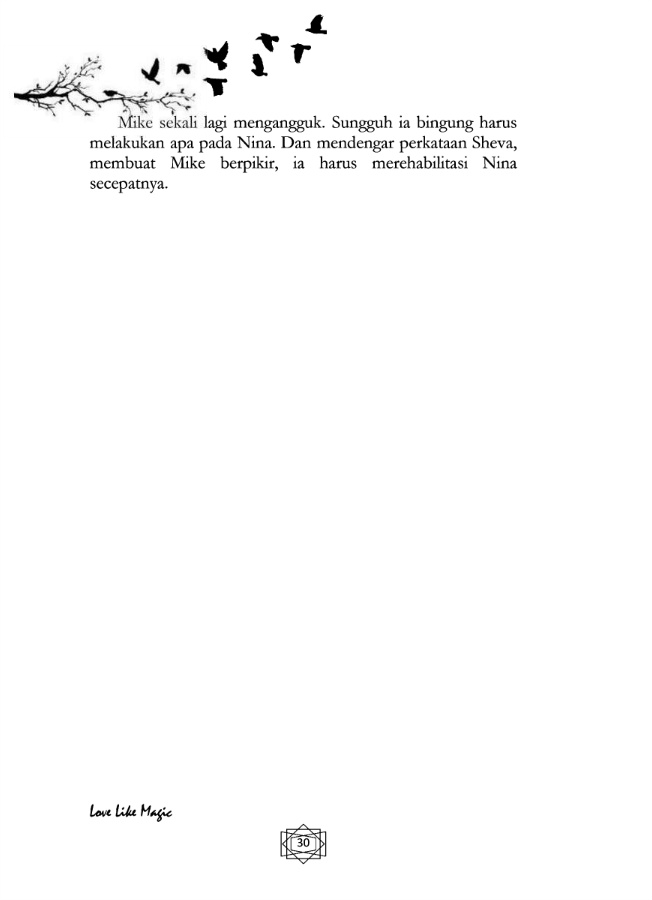 Mike sekali lagi mengangguk. Sungguh ia bingung harus
melakukan apa pada Nina. Dan mendengar perkataan Sheva,
membuat Mike berpikir, ia harus merehabilitasi Nina
secepatnya.
Love Like Magic
30